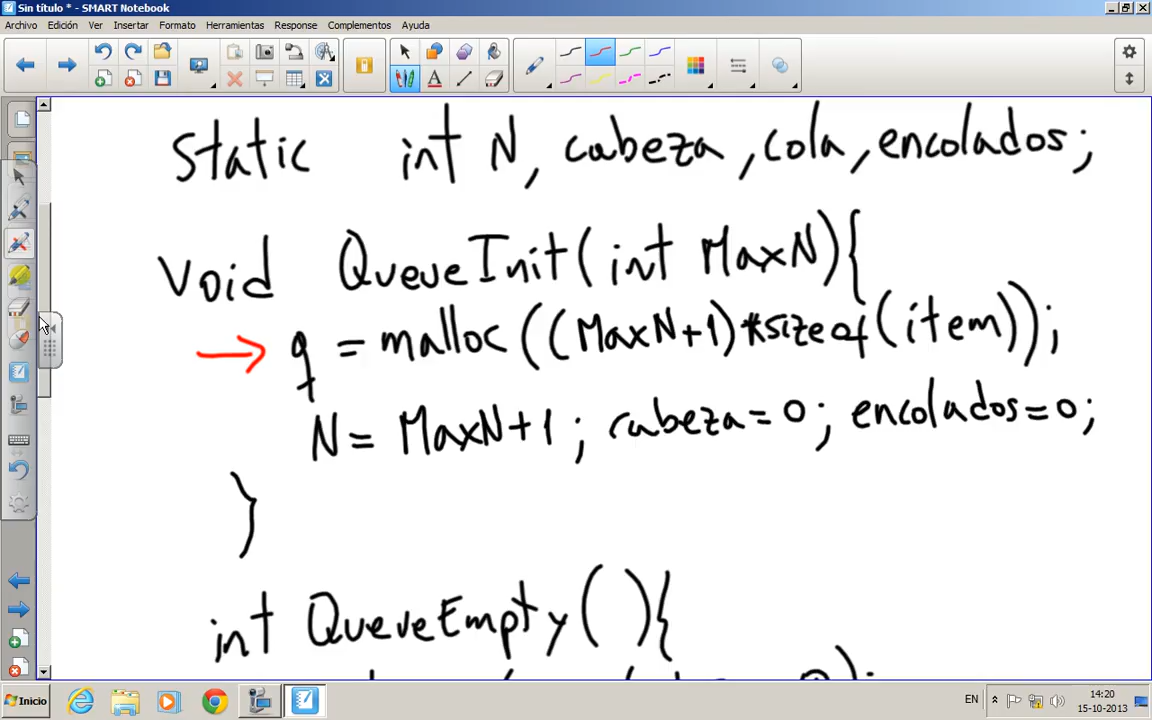 Sin título * - SMART Notebook
Archivo Edición Ver Insertar Formato Herramientas Response Complementos Ayuda
static int N, cabeza, cola, encolados;
void QueueInit(int MaxN){
→ q = malloc((MaxN+1)*sizeof(item));
N = MaxN+1; cabeza=0; encolados=0;
}
int QueueEmpty(){
Inicio
EN
14:20
15-10-2013